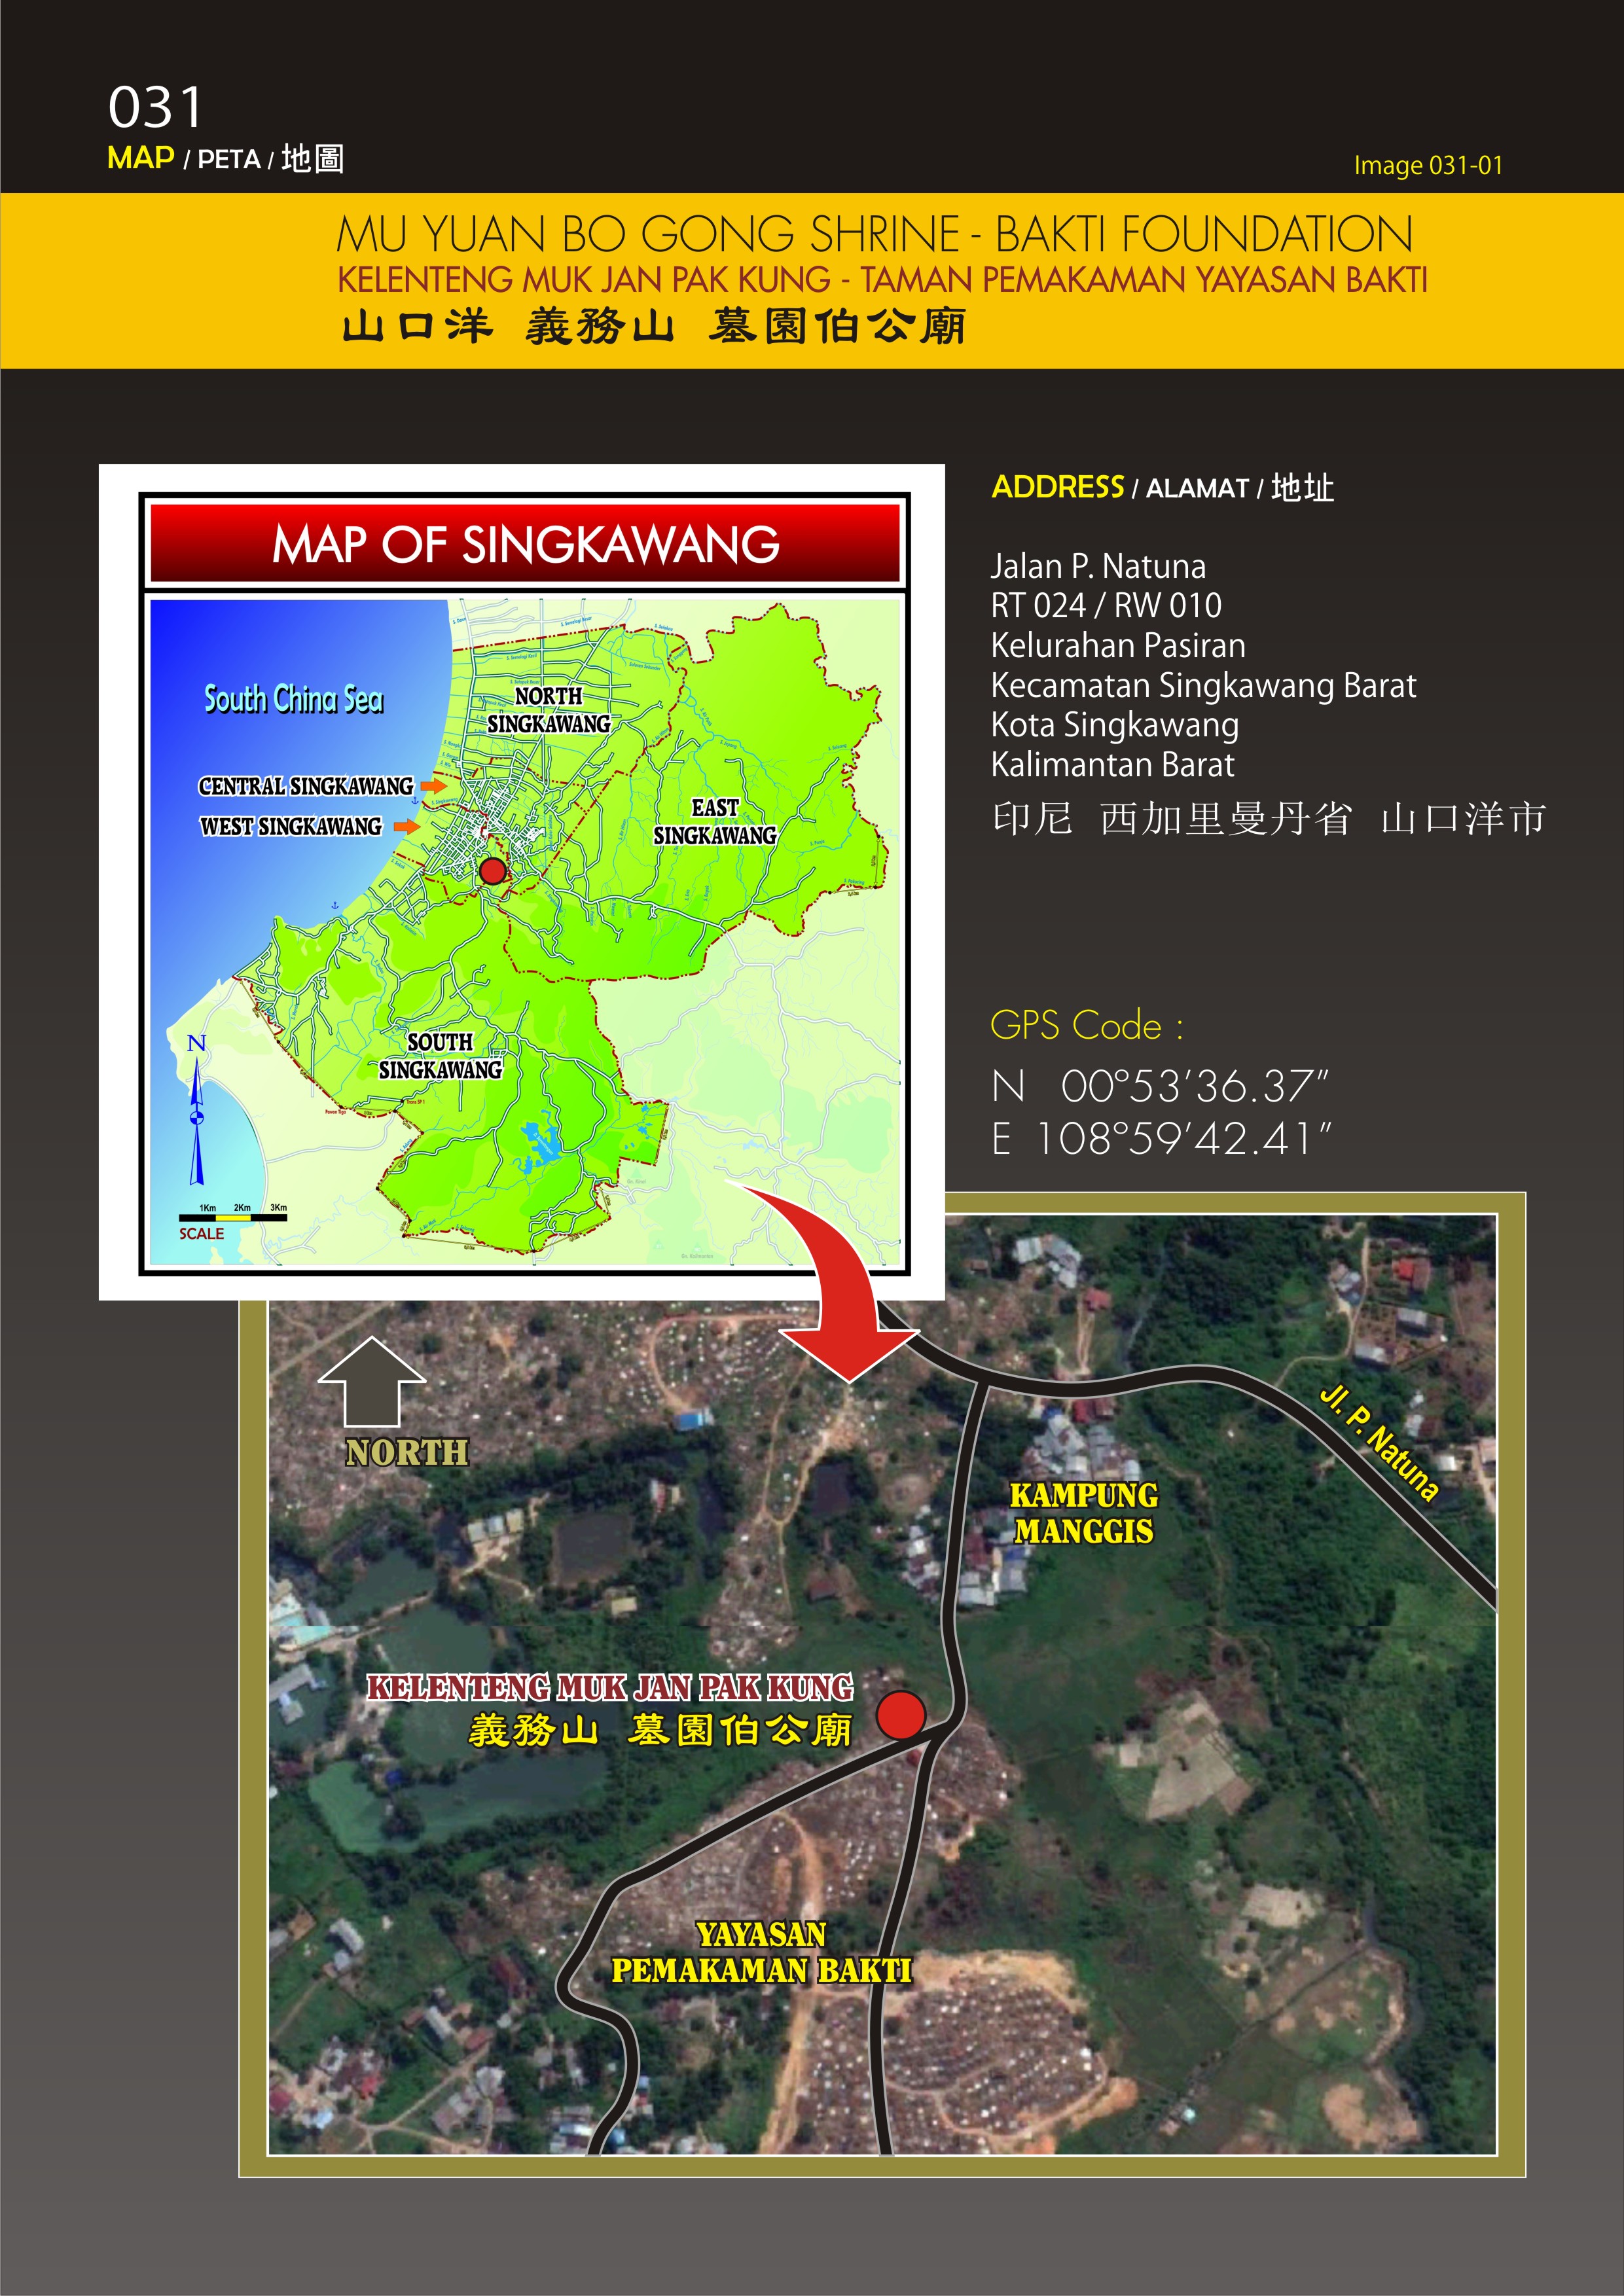 031
MAP / PETA / 地圖
Image 031-01
MU YUAN BO GONG SHRINE - BAKTI FOUNDATION
KELENTENG MUK JAN PAK KUNG - TAMAN PEMAKAMAN YAYASAN BAKTI
山口洋 義務山 墓園伯公廟
MAP OF SINGKAWANG
South China Sea
NORTH
SINGKAWANG
CENTRAL SINGKAWANG
WEST SINGKAWANG
EAST
SINGKAWANG
SOUTH
SINGKAWANG
N
1Km 2Km 3Km
SCALE
ADDRESS / ALAMAT / 地址
Jalan P. Natuna
RT 024 / RW 010
Kelurahan Pasiran
Kecamatan Singkawang Barat
Kota Singkawang
Kalimantan Barat
印尼 西加里曼丹省 山口洋市
GPS Code :
N 00°53'36.37”
E 108°59'42.41”
NORTH
Jl. P. Natuna
KAMPUNG
MANGGIS
KELENTENG MUK JAN PAK KUNG
義務山 墓園伯公廟
YAYASAN
PEMAKAMAN BAKTI